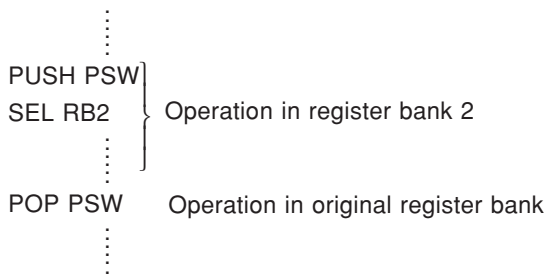 PUSH PSW
SEL RB2 Operation in register bank 2
POP PSW Operation in original register bank